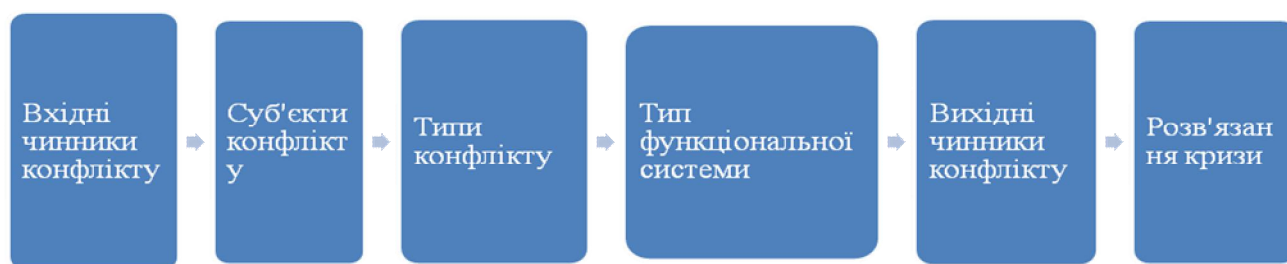 Вхідні
чинники
конфлікту
Суб'єкти
конфлікт
у
Типи
конфлікту
Тип
функціональної
системи
Вихідні
чинники
конфлікту
Розв'язан
ня кризи